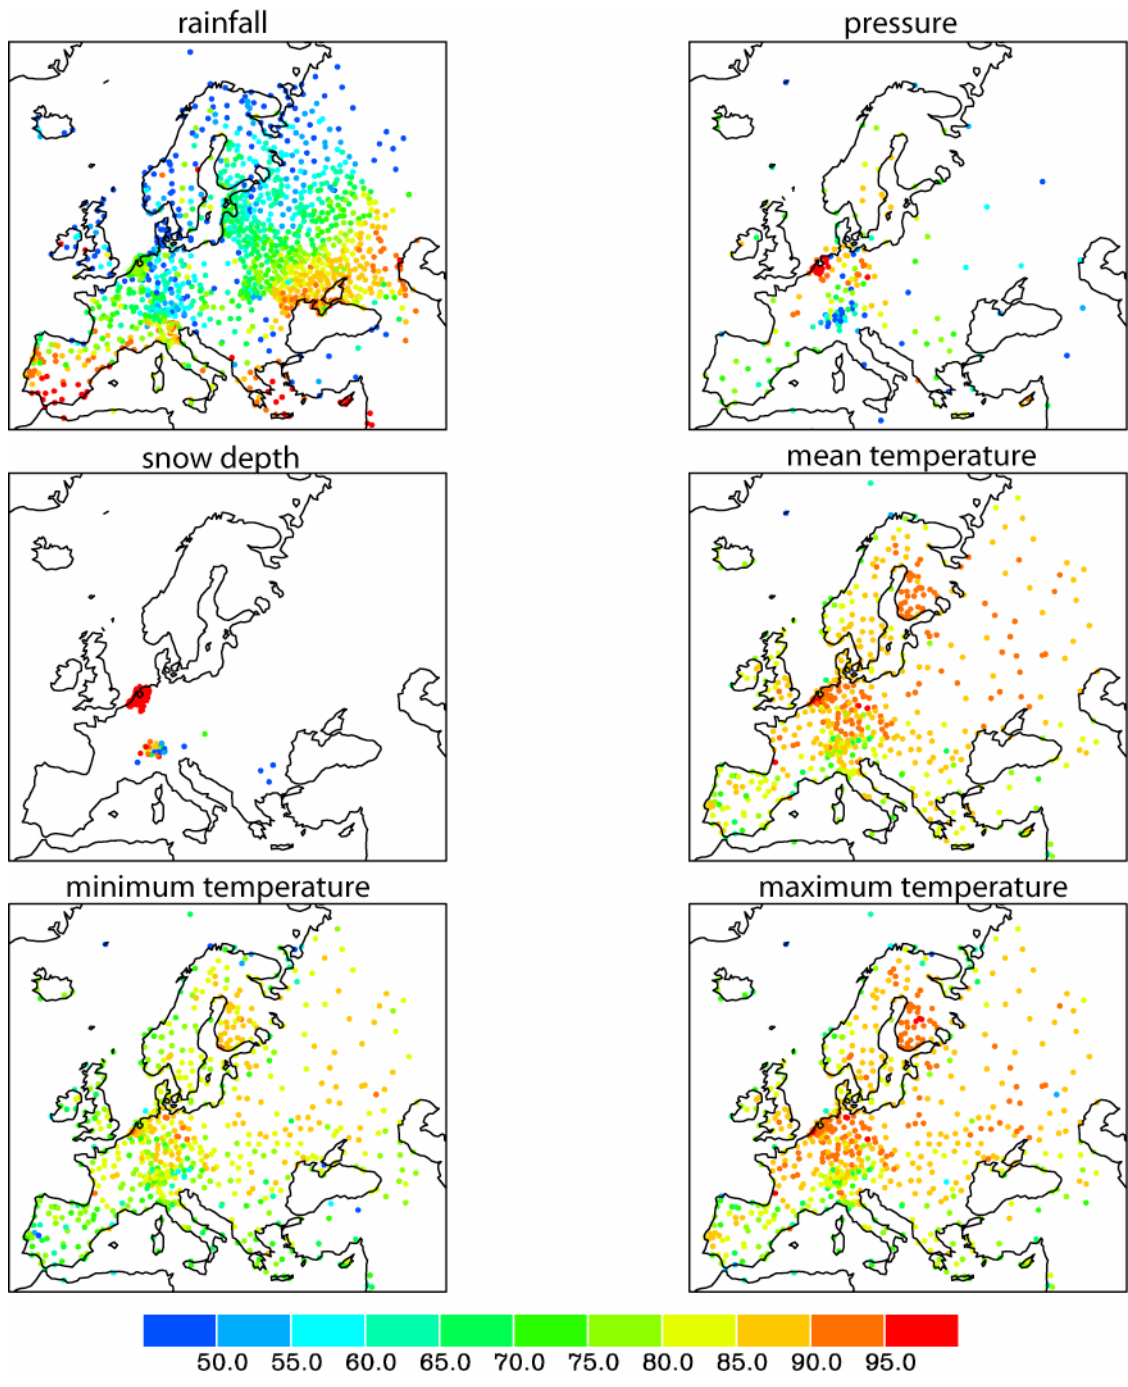 rainfall
pressure
snow depth
mean temperature
minimum temperature
maximum temperature
50.0 55.0 60.0 65.0 70.0 75.0 80.0 85.0 90.0 95.0